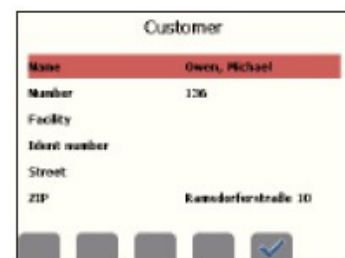 Customer
Name Owen, Michael
Number 136
Facility
Ident number
Street
ZIP Ramsdorferstraße 10